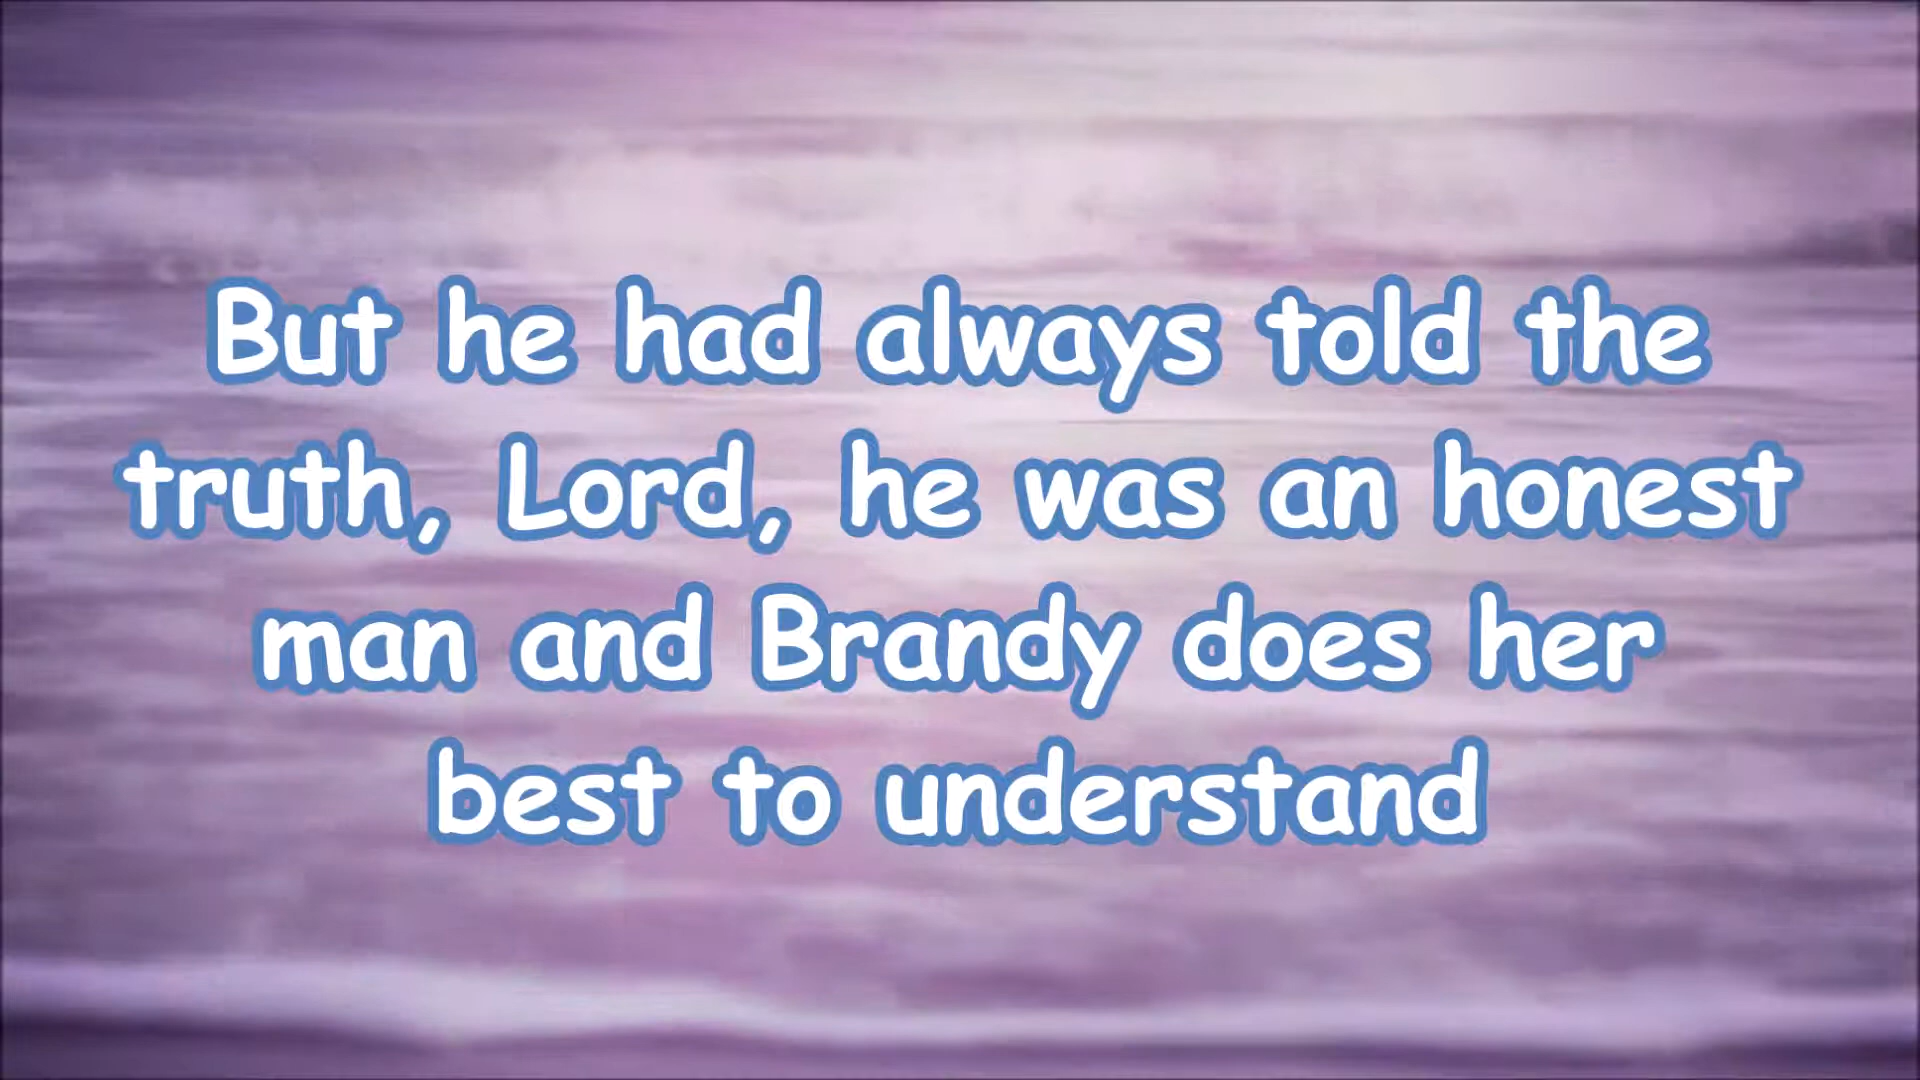 But he had always told the
truth, Lord, he was an honest
man and Brandy does her
best to understand